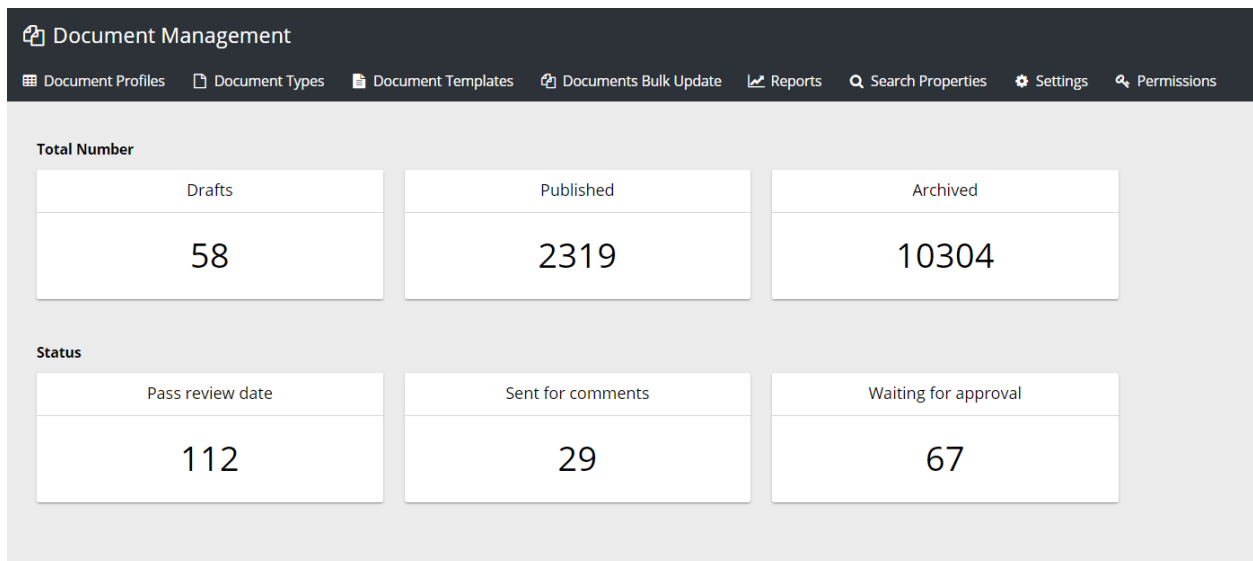 Document Management
Document Profiles Document Types Document Templates Documents Bulk Update Reports Search Properties Settings Permissions
Total Number
Drafts Published Archived
58 2319 10304
Status
Pass review date Sent for comments Waiting for approval
112 29 67